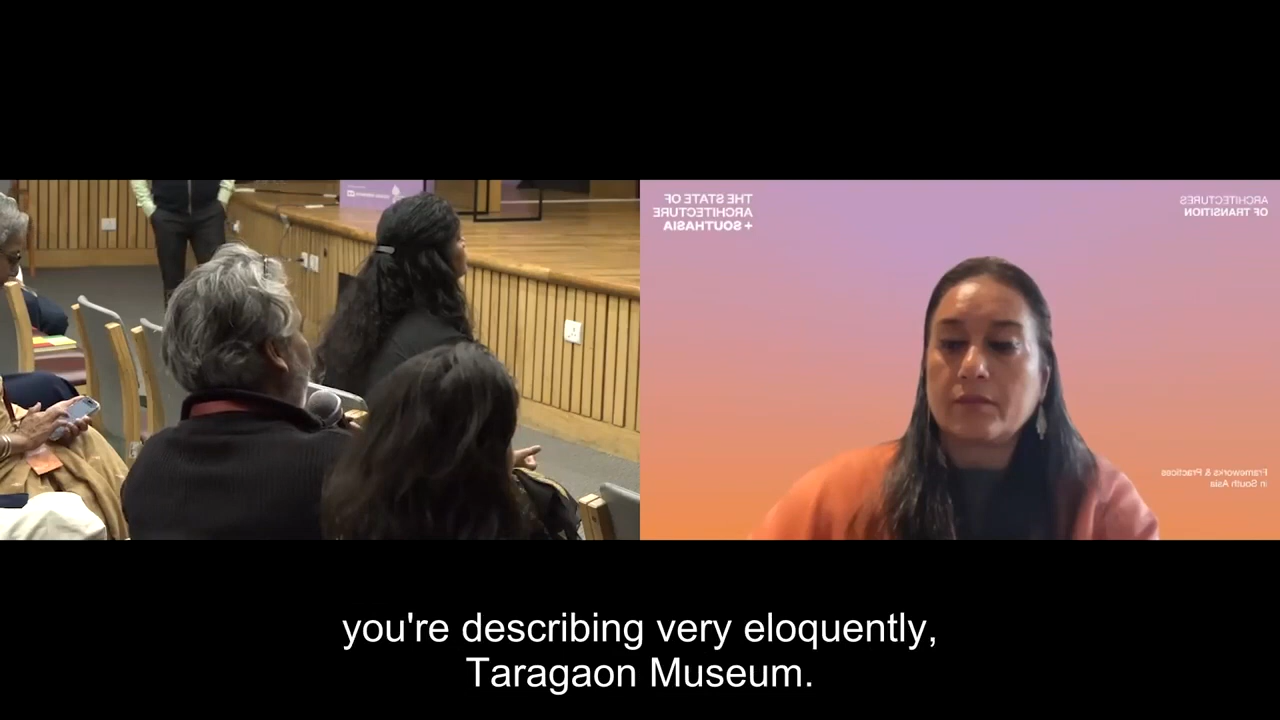 THE STATE OF
ARCHITECTURE
+ SOUTHASIA
ARCHITECTURES
OF TRANSITION
Frameworks & Practices
in South Asia
you're describing very eloquently,
Taragaon Museum.